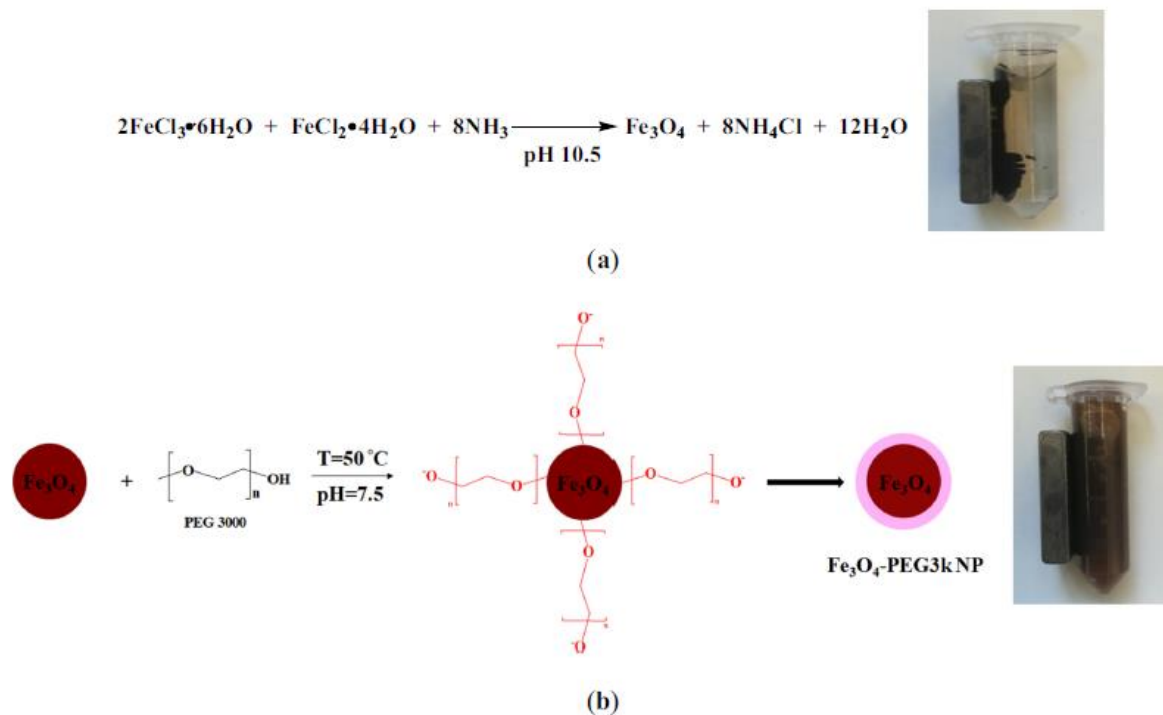 2FeCl₃•6H₂O + FeCl₂•4H₂O + 8NH₃ → Fe₃O₄ + 8NH₄Cl + 12H₂O
pH 10.5
(a)
O⁻
n
O
Fe₃O₄ + O OH n T=50 °C ⁻O n O Fe₃O₄ O O⁻ n Fe₃O₄
PEG 3000 pH=7.5
O
Fe₃O₄-PEG3k NP
n
⁻O
(b)